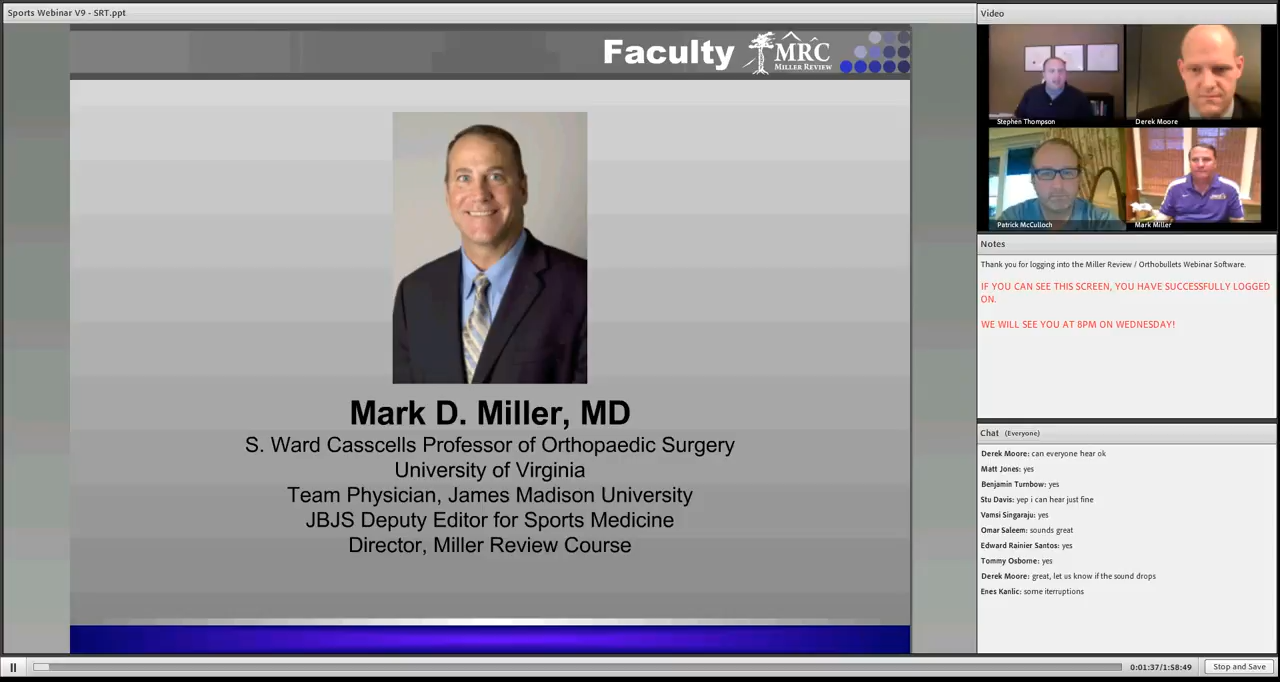 Sports Webinar V9 - SRT.ppt
Faculty
MRC
MILLER REVIEW
Mark D. Miller, MD
S. Ward Casscells Professor of Orthopaedic Surgery
University of Virginia
Team Physician, James Madison University
JBJS Deputy Editor for Sports Medicine
Director, Miller Review Course
Video
Stephen Thompson
Derek Moore
Patrick McCulloch
Mark Miller
Notes
Thank you for logging into the Miller Review / Orthobullets Webinar Software.
IF YOU CAN SEE THIS SCREEN, YOU HAVE SUCCESSFULLY LOGGED
ON.
WE WILL SEE YOU AT 8PM ON WEDNESDAY!
Chat (Everyone)
Derek Moore: can everyone hear ok
Matt Jones: yes
Benjamin Tumbow: yes
Stu Davis: yep i can hear just fine
Vamsi Singaraju: yes
Omar Saleem: sounds great
Edward Rainier Santos: yes
Tommy Osborne: yes
Derek Moore: great, let us know if the sound drops
Enes Kanlic: some iterruptions
0:01:37/1:58:49
Stop and Save